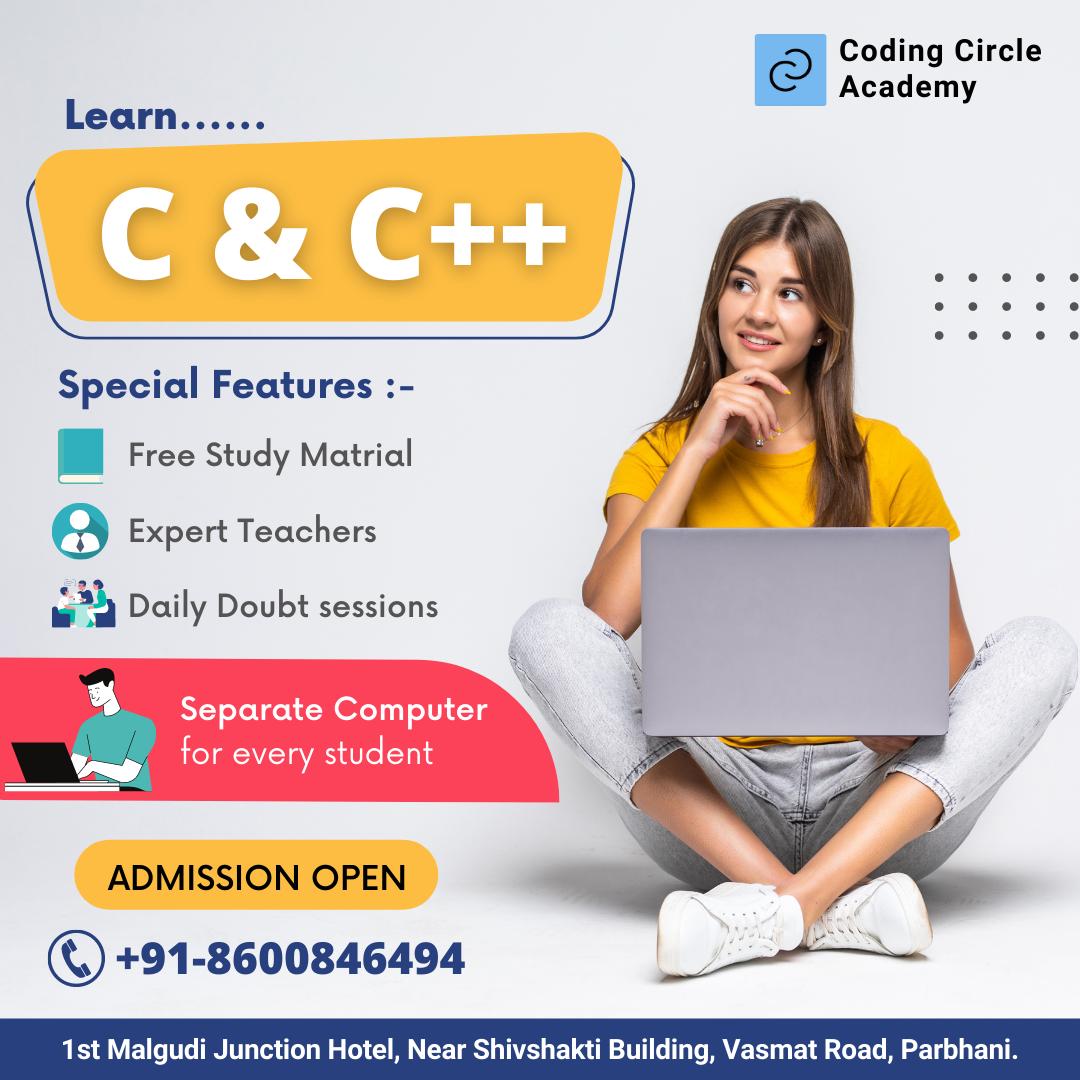 Coding Circle
Academy
Learn......
C & C++
Special Features :-
Free Study Matrial
Expert Teachers
Daily Doubt sessions
Separate Computer
for every student
ADMISSION OPEN
+91-8600846494
1st Malgudi Junction Hotel, Near Shivshakti Building, Vasmat Road, Parbhani.